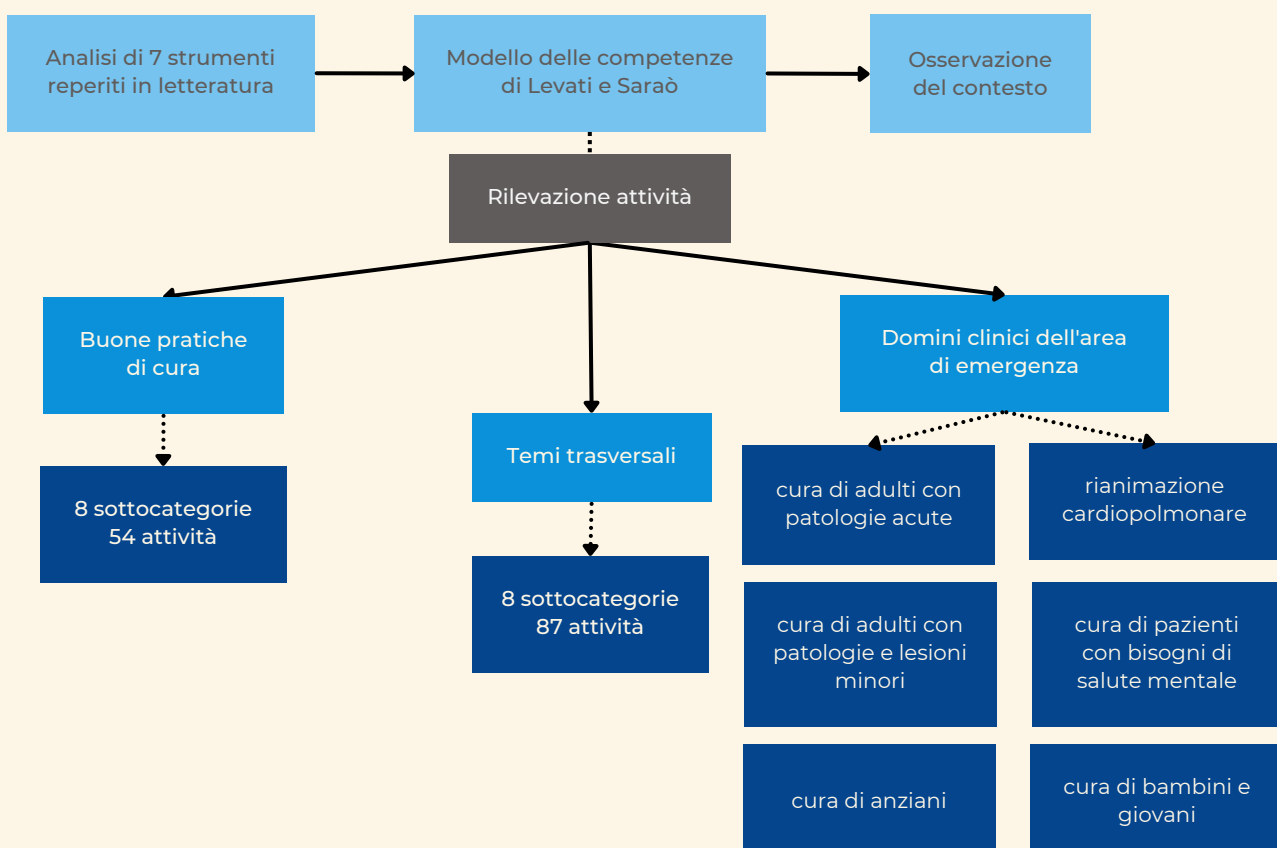 Analisi di 7 strumenti
reperiti in letteratura
Modello delle competenze
di Levati e Saraò
Osservazione
del contesto
Rilevazione attività
Buone pratiche
di cura
8 sottocategorie
54 attività
Temi trasversali
8 sottocategorie
87 attività
Domini clinici dell'area
di emergenza
cura di adulti con
patologie acute
rianimazione
cardiopolmonare
cura di adulti con
patologie e lesioni
minori
cura di pazienti
con bisogni di
salute mentale
cura di anziani
cura di bambini e
giovani